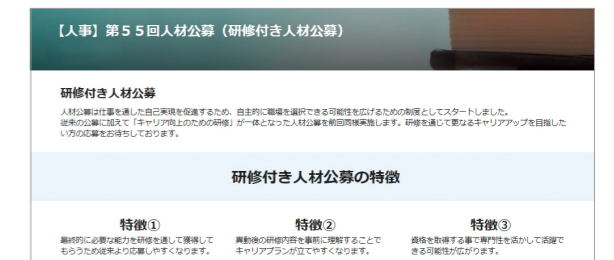 【人事】第５５回人材公募（研修付き人材公募）
研修付き人材公募
人材公募は仕事を通した自己実現を促進するため、自主的に職場を選択できる可能性を広げるための制度としてスタートしました。
従来の公募に加えて「キャリア向上のための研修」が一体となった人材公募を前回同様実施します。研修を通じて更なるキャリアアップを目指した
い方の応募をお待ちしております。
研修付き人材公募の特徴
特徴①
最終的に必要な能力を研修を通して獲得して
もらうため従来より応募しやすくなります。
特徴②
異動後の研修内容を事前に理解することで
キャリアプランが立てやすくなります。
特徴③
資格を取得する事で専門性を活かして活躍で
きる可能性が広がります。